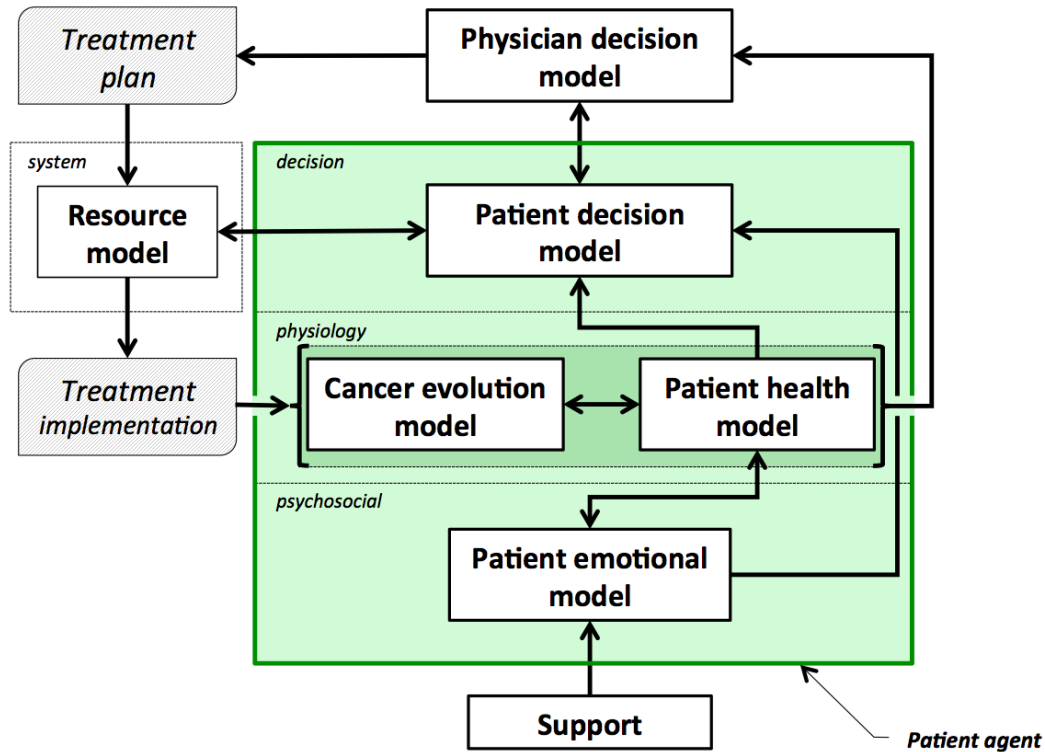 Treatment
plan
Physician decision
model
system
decision
Resource
model
Patient decision
model
physiology
Treatment
implementation
Cancer evolution
model
Patient health
model
psychosocial
Patient emotional
model
Support
Patient agent